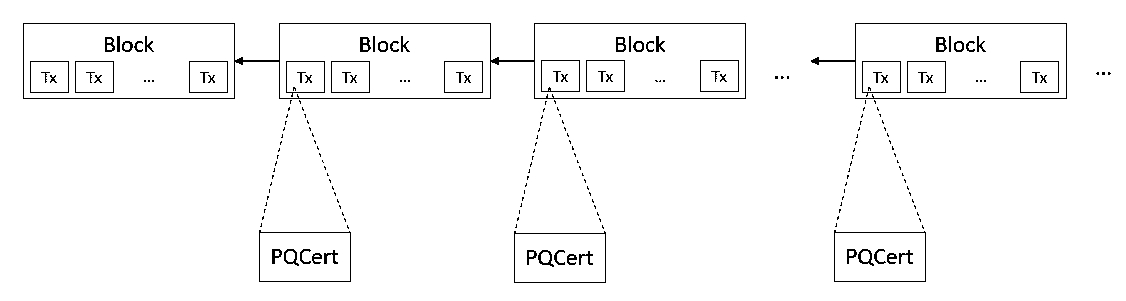 Block Block Block Block
Tx Tx ... Tx Tx Tx ... Tx Tx Tx ... Tx ... Tx Tx ... Tx ...
PQCert PQCert PQCert